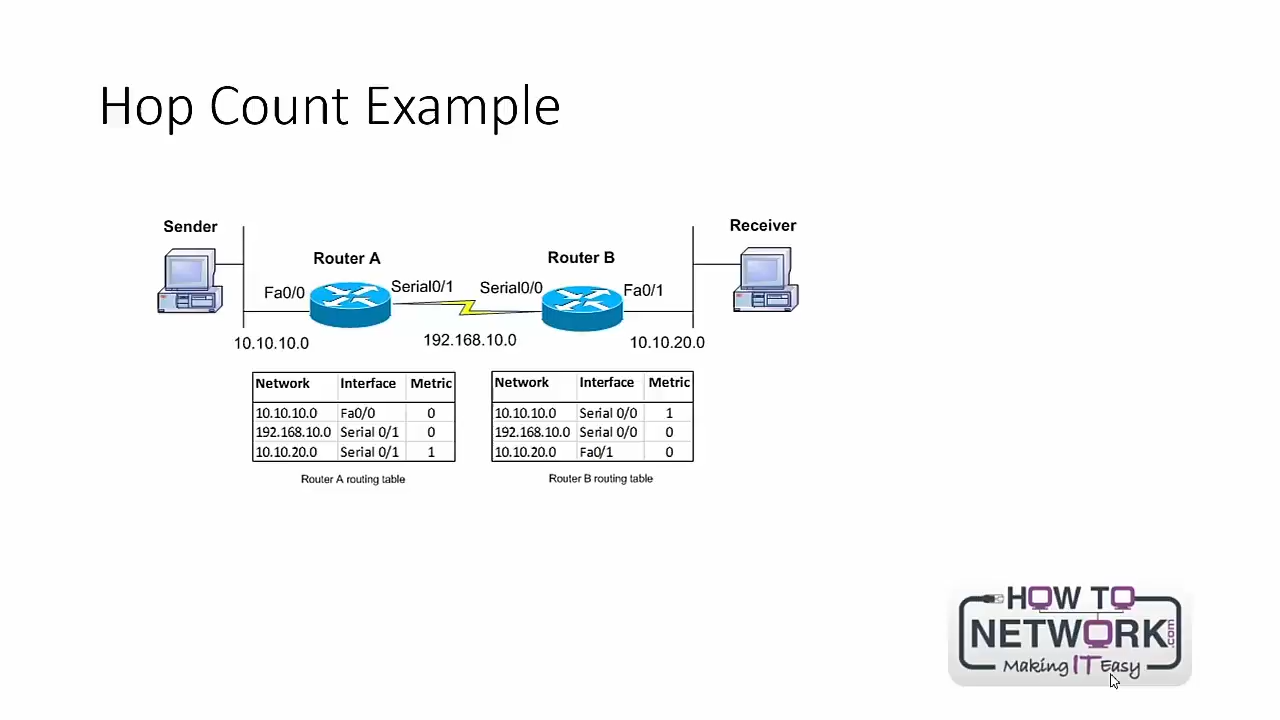 Hop Count Example
Sender
Receiver
Router A
Router B
Fa0/0
Serial0/1
Serial0/0
Fa0/1
10.10.10.0
192.168.10.0
10.10.20.0
Network Interface Metric
10.10.10.0 Fa0/0 0
192.168.10.0 Serial 0/1 0
10.10.20.0 Serial 0/1 1
Router A routing table
Network Interface Metric
10.10.10.0 Serial 0/0 1
192.168.10.0 Serial 0/0 0
10.10.20.0 Fa0/1 0
Router B routing table
HOW TO
NETWORK.com
Making IT Easy